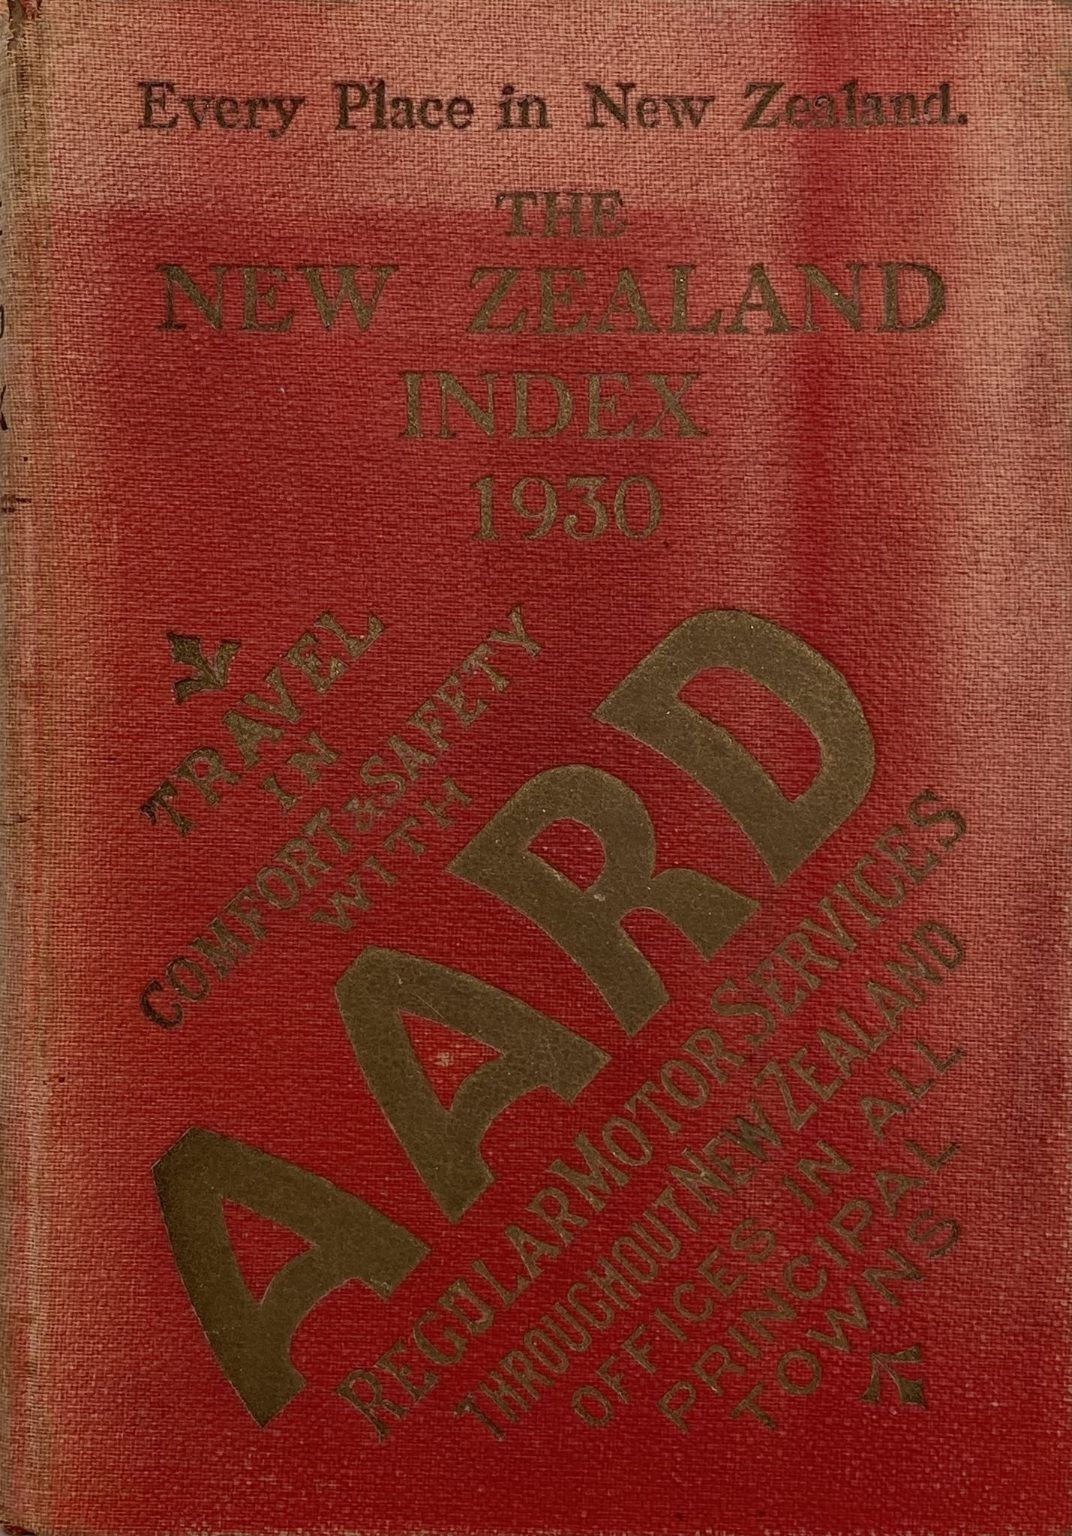 Every Place in New Zealand.
THE
NEW ZEALAND
INDEX
1930
TRAVEL
IN
COMFORT & SAFETY
WITH
AARD
REGULAR MOTOR SERVICES
THROUGHOUT NEW ZEALAND
OFFICES IN ALL
PRINCIPAL
TOWNS